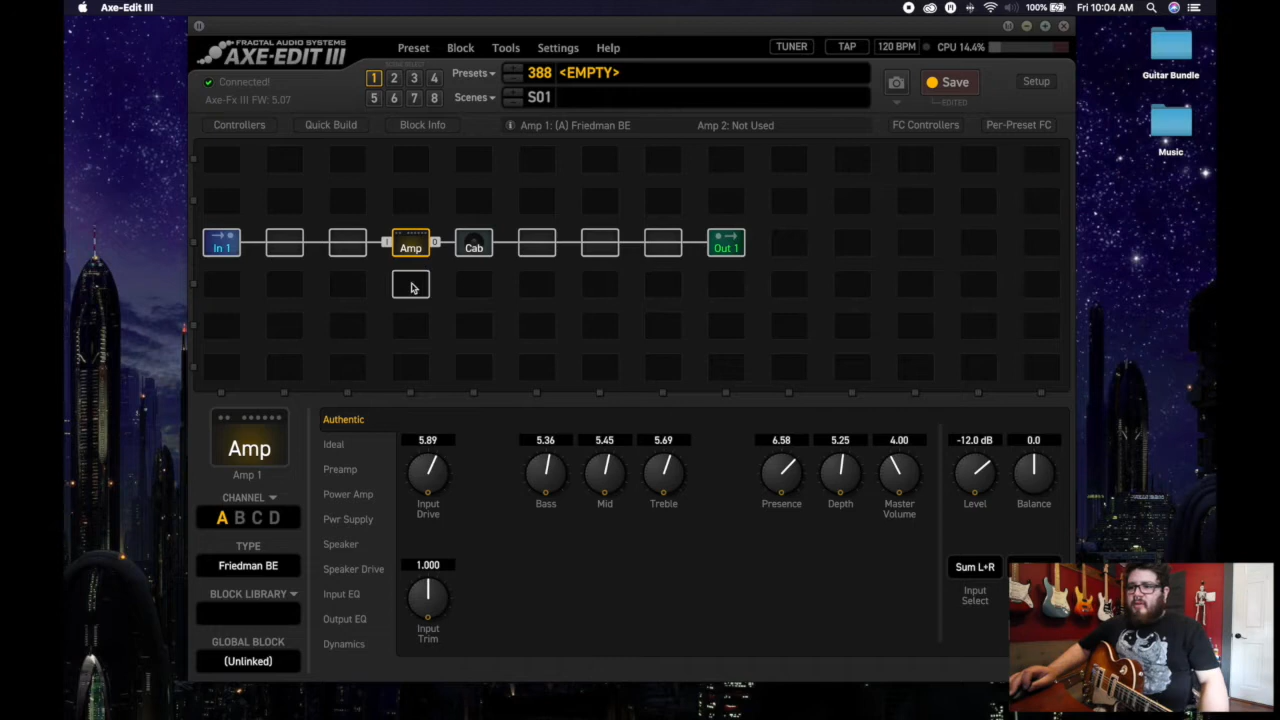 Axe-Edit III
100%
Fri 10:04 AM
FRACTAL AUDIO SYSTEMS
AXE-EDIT III
Preset Block Tools Settings Help
TUNER TAP 120 BPM CPU 14.4%
Connected!
Axe-Fx III FW: 5.07
SCENE SELECT
1 2 3 4
5 6 7 8
Presets 388 <EMPTY>
Scenes S01
Save
EDITED
Setup
Controllers Quick Build Block Info Amp 1: (A) Friedman BE Amp 2: Not Used FC Controllers Per-Preset FC
In 1 I Amp O Cab Out 1
Amp
Amp 1
CHANNEL
A B C D
TYPE
Friedman BE
BLOCK LIBRARY
GLOBAL BLOCK
(Unlinked)
Authentic
Ideal
Preamp
Power Amp
Pwr Supply
Speaker
Speaker Drive
Input EQ
Output EQ
Dynamics
5.89 5.36 5.45 5.69 6.58 5.25 4.00 -12.0 dB 0.0
Input Drive Bass Mid Treble Presence Depth Master Volume Level Balance
1.000
Input Trim
Sum L+R
Input Select
Guitar Bundle
Music